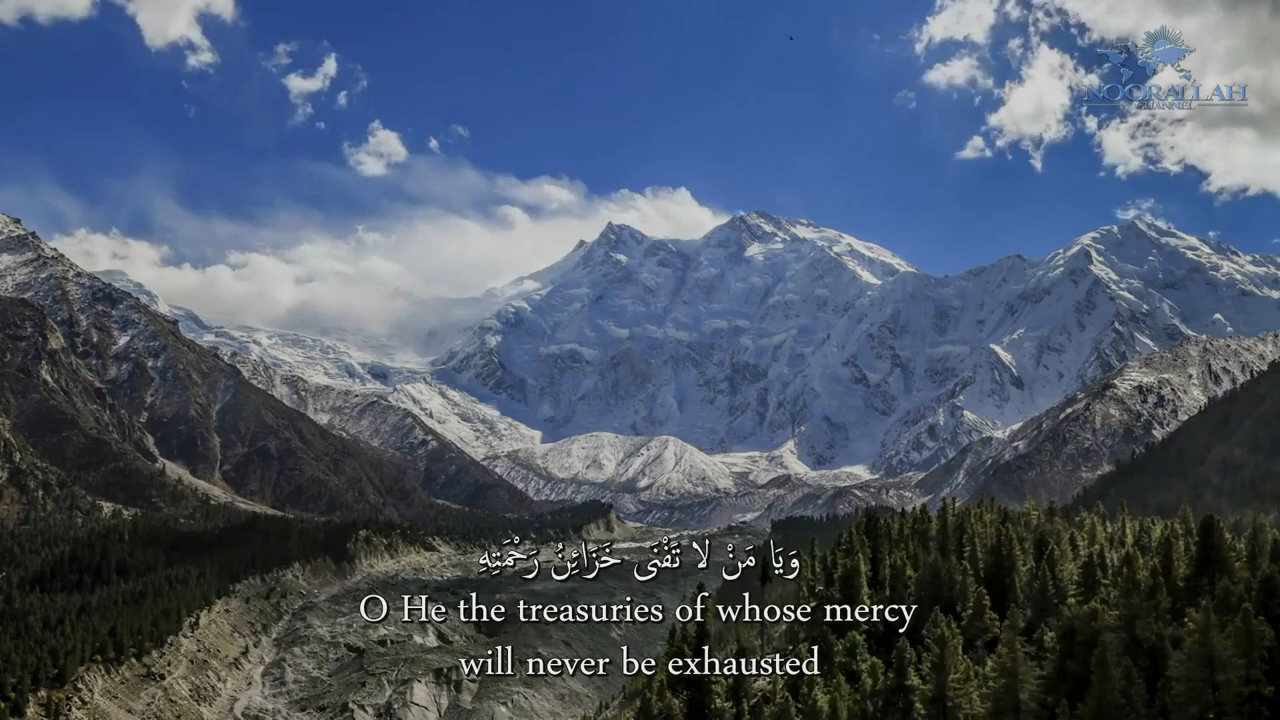 NOORALLAH
CHANNEL
وَيَا مَنْ لا تَفْنَى خَزَائِنُ رَحْمَتِهِ
O He the treasuries of whose mercy
will never be exhausted